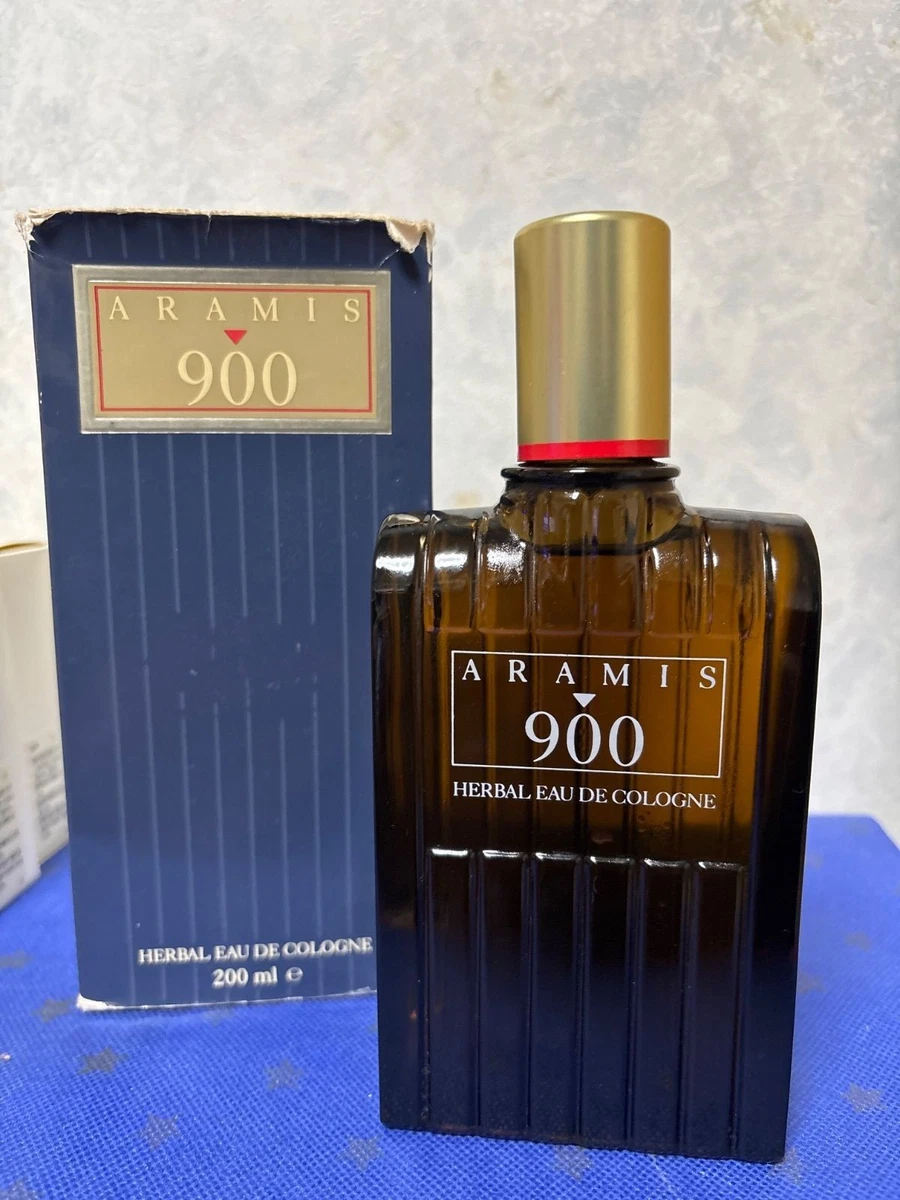 ARAMIS
900
HERBAL EAU DE COLOGNE
200 ml ℮
ARAMIS
900
HERBAL EAU DE COLOGNE